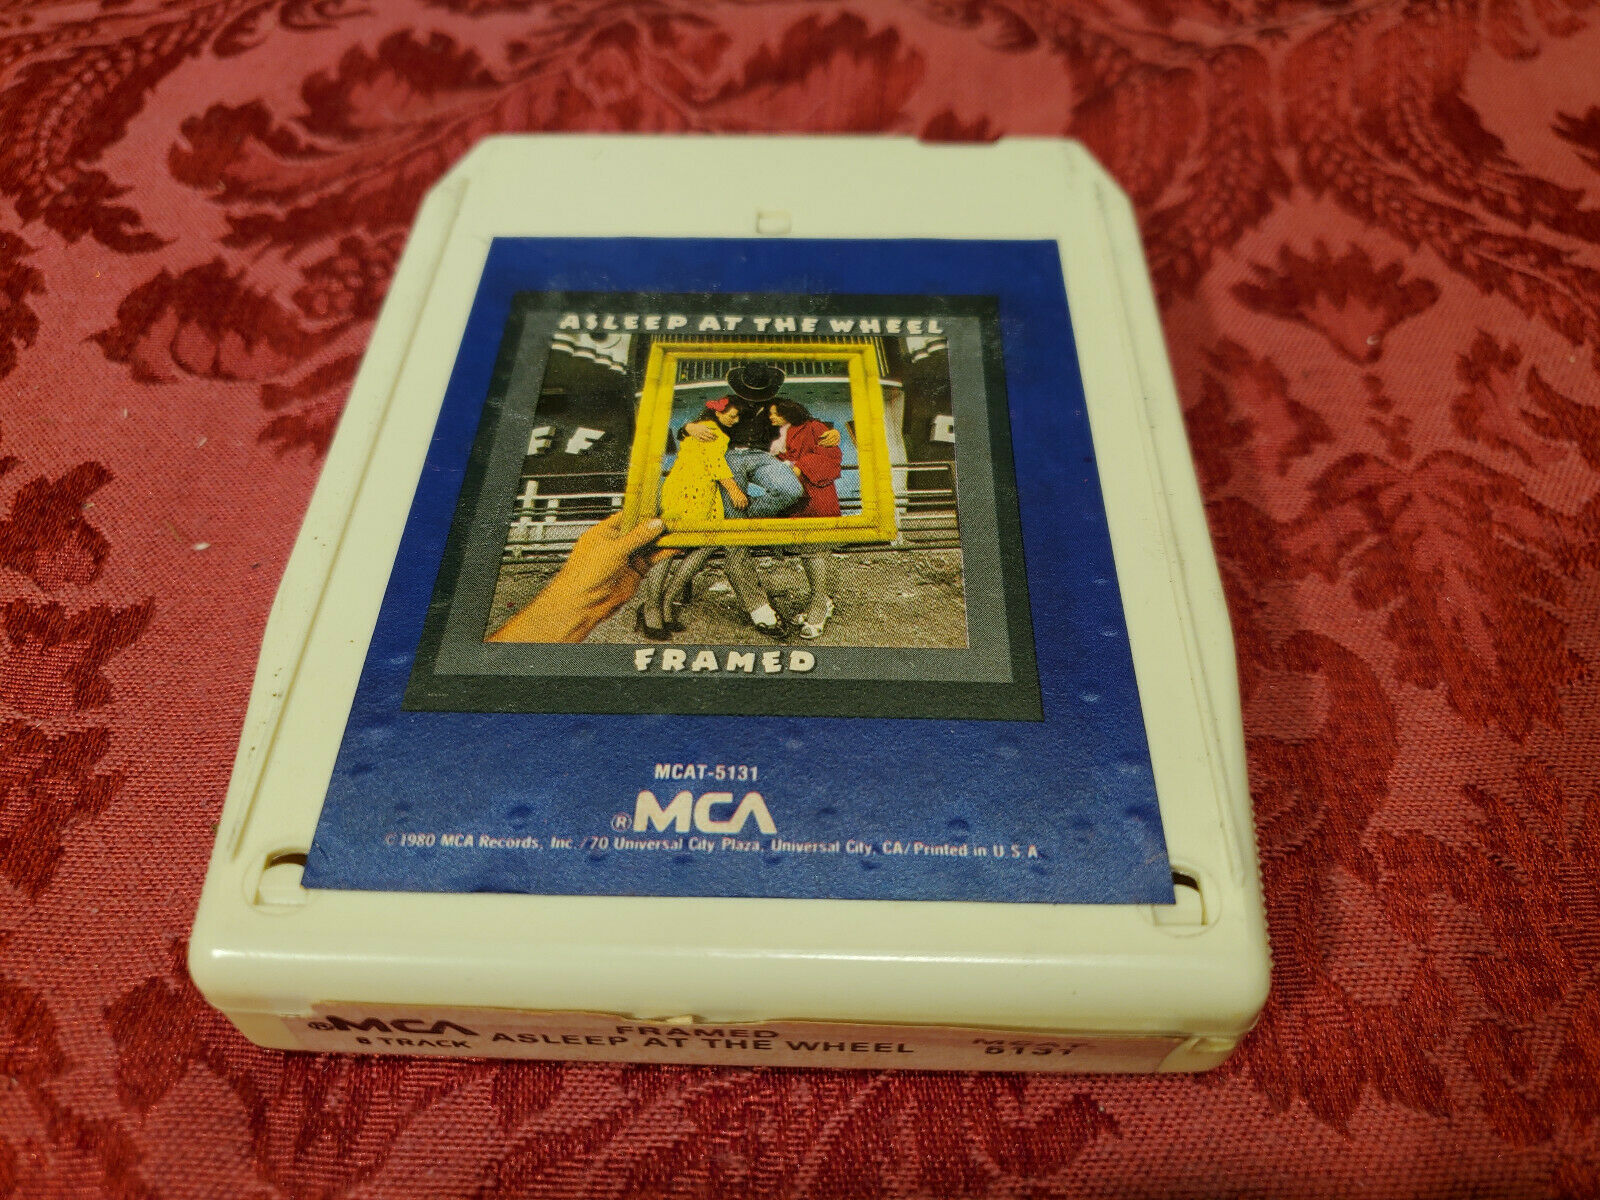 ASLEEP AT THE WHEEL
FF
FRAMED
MCAT-5131
®MCA
© 1980 MCA Records, Inc./70 Universal City Plaza, Universal City, CA/Printed in U S A
®MCA FRAMED MCAT-
8 TRACK ASLEEP AT THE WHEEL 5131